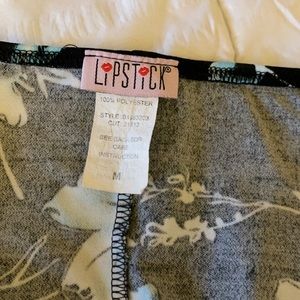 LIPSTICK®
100% POLYESTER
STYLE:
CUT:
SEE BACK FOR
CARE
INSTRUCTION
M